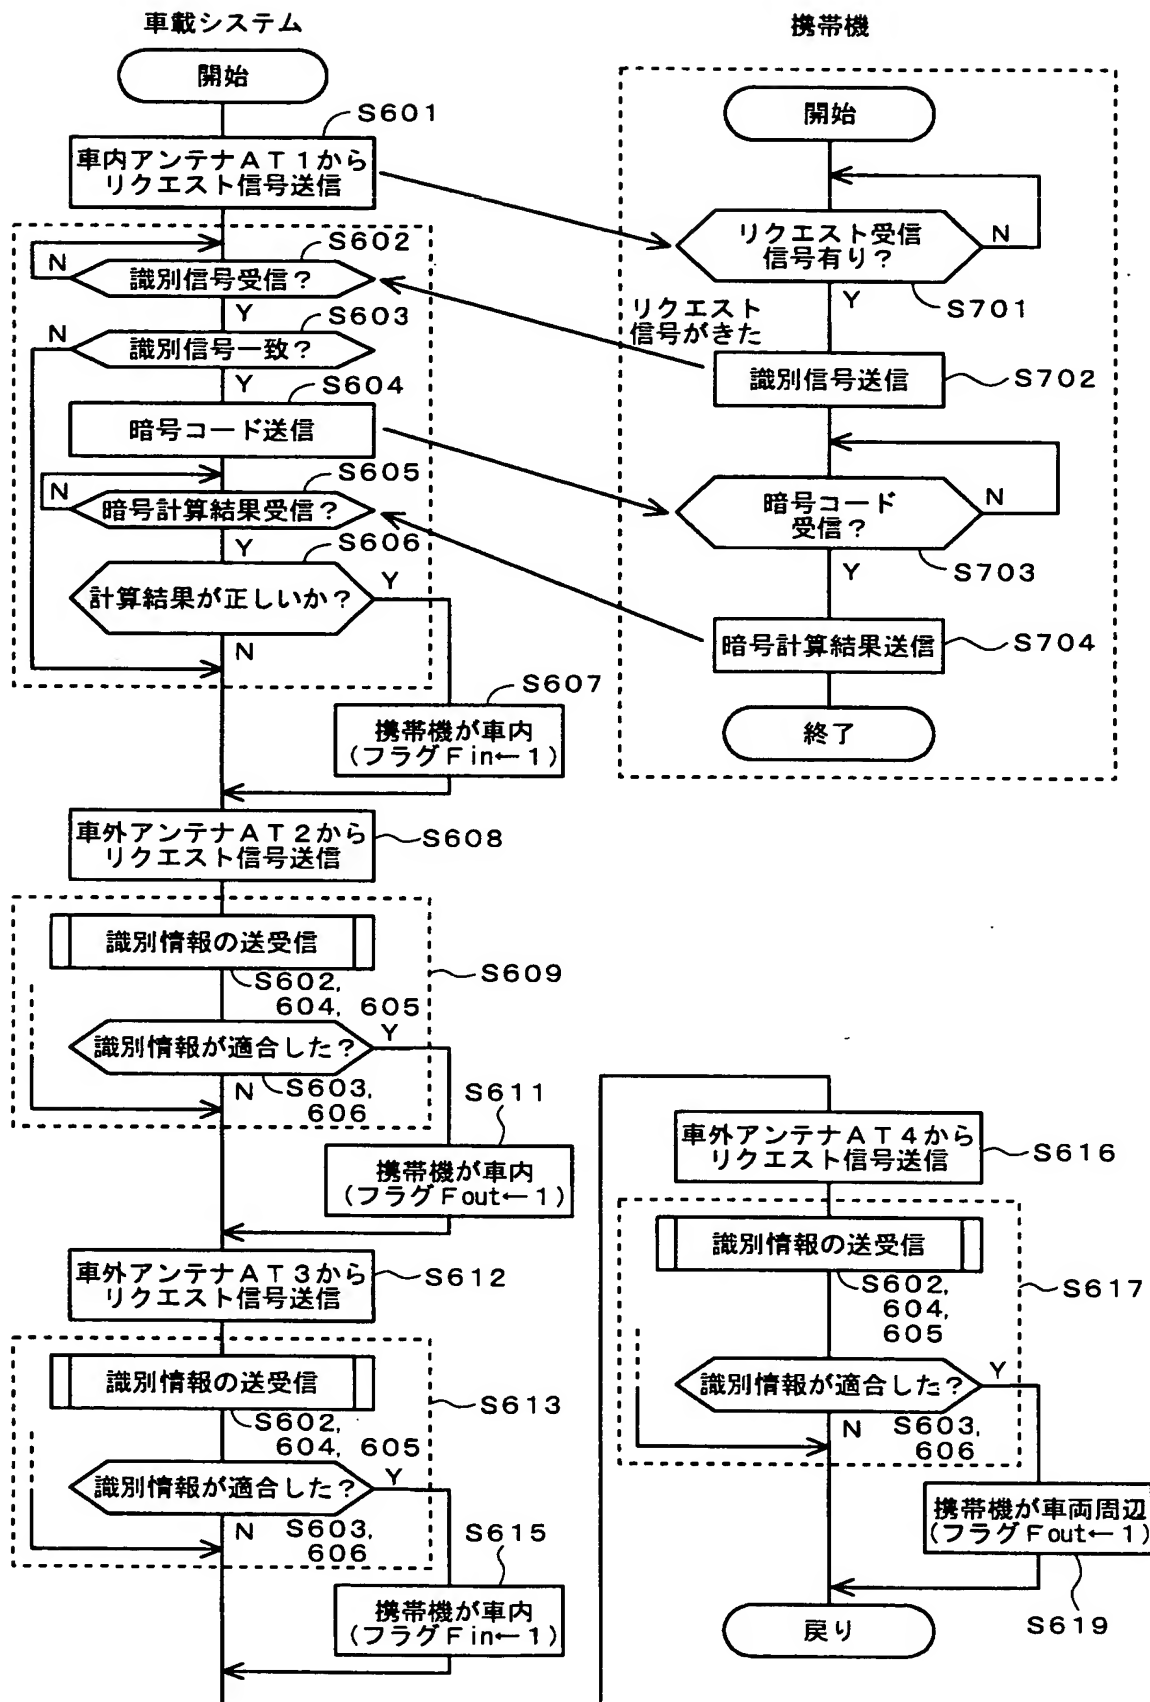 車載システム
開始
S601
車内アンテナAT1から
リクエスト信号送信
S602
N
識別信号受信?
Y
S603
N
識別信号一致?
Y
S604
暗号コード送信
S605
N
暗号計算結果受信?
Y
S606
計算結果が正しいか?
Y
N
S607
携帯機が車内
(フラグFin←1)
車外アンテナAT2から
リクエスト信号送信
S608
識別情報の送受信
S609
S602,
604, 605
識別情報が適合した?
Y
N
S603,
606
S611
携帯機が車内
(フラグFout←1)
車外アンテナAT3から
リクエスト信号送信
S612
識別情報の送受信
S613
S602,
604, 605
識別情報が適合した?
Y
N
S603,
606
S615
携帯機が車内
(フラグFin←1)
携帯機
開始
リクエスト受信
信号有り?
N
Y
S701
リクエスト
信号がきた
識別信号送信
S702
暗号コード
受信?
N
Y
S703
暗号計算結果送信
S704
終了
車外アンテナAT4から
リクエスト信号送信
S616
識別情報の送受信
S617
S602,
604,
605
識別情報が適合した?
Y
N
S603,
606
携帯機が車両周辺
(フラグFout←1)
S619
戻り